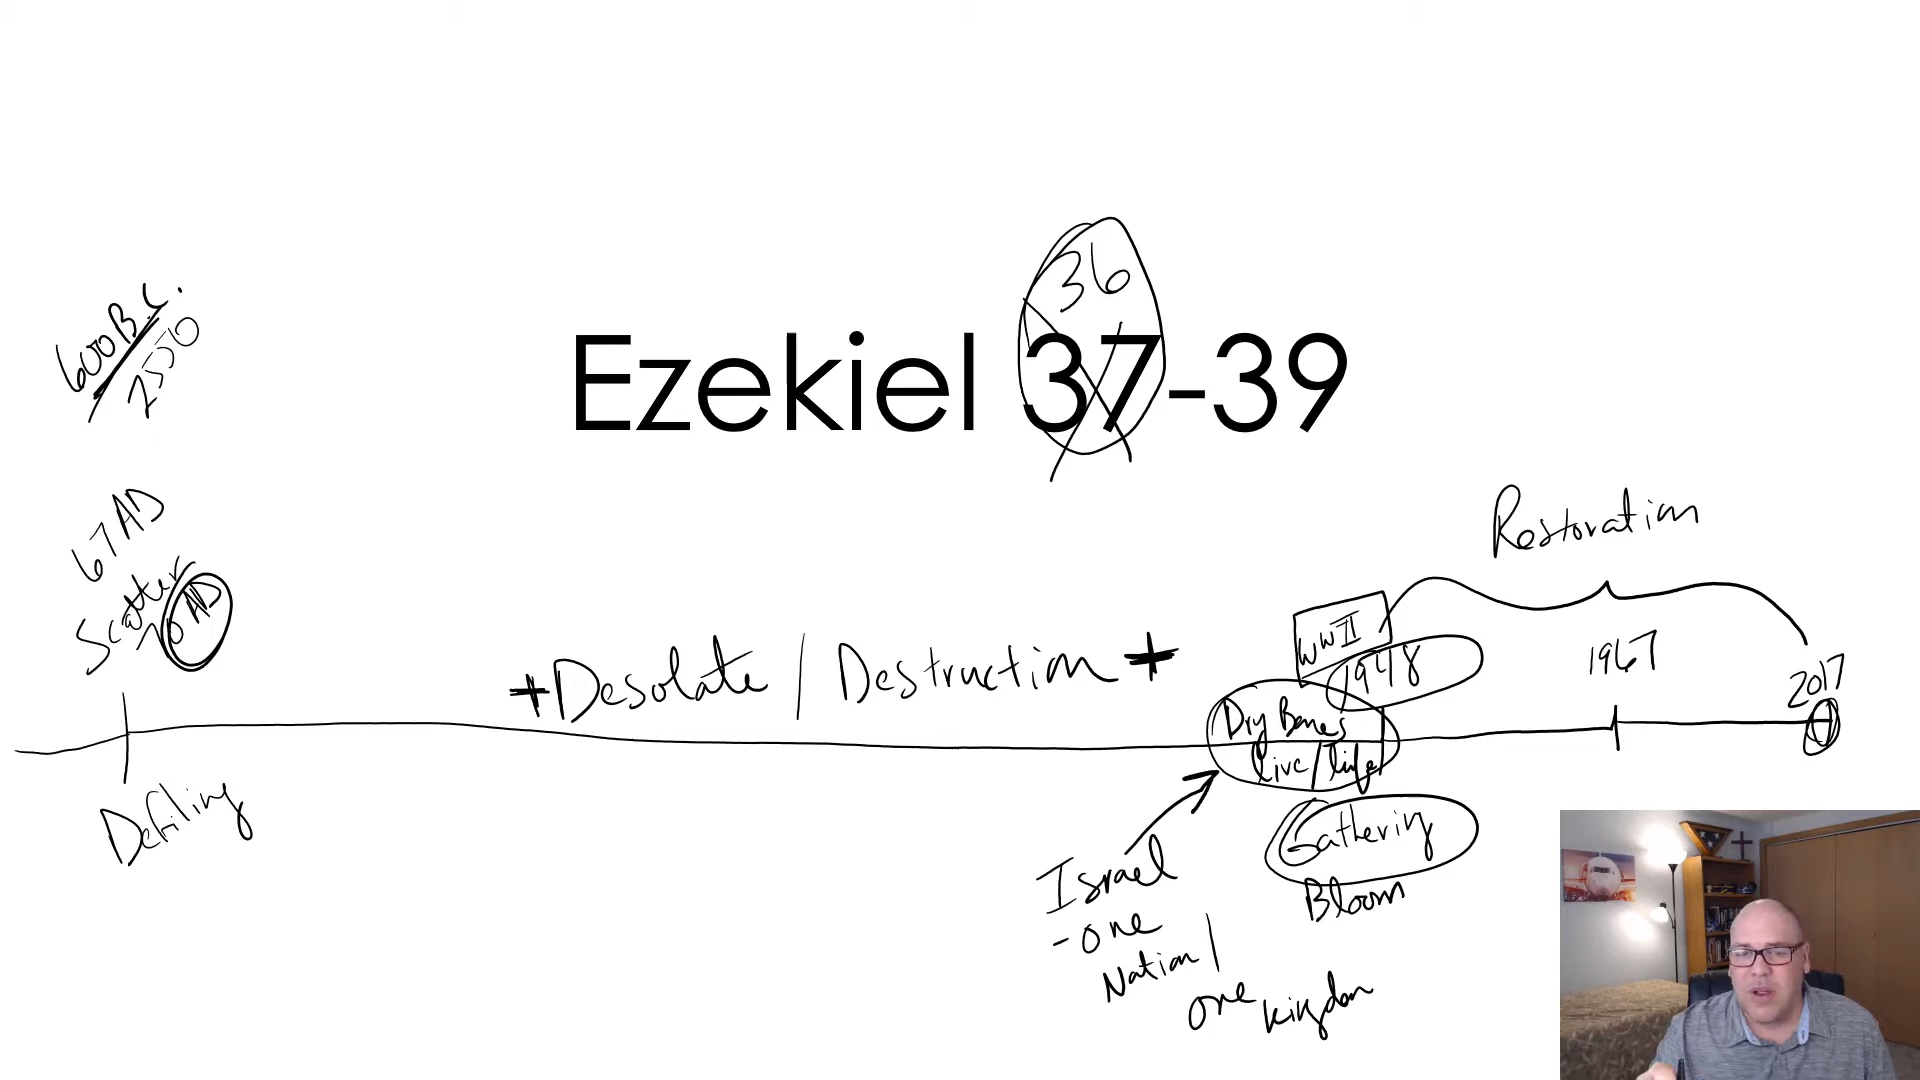 36
Ezekiel 37-39
600 B.C.
2550
67 AD
Scatter
70 AD
Defiling
+Desolate / Destruction +
Restoration
WWII
1948
1967
2017
Dry Bones
live/life
Gathering
Bloom
Israel
- one
Nation/
one kingdom